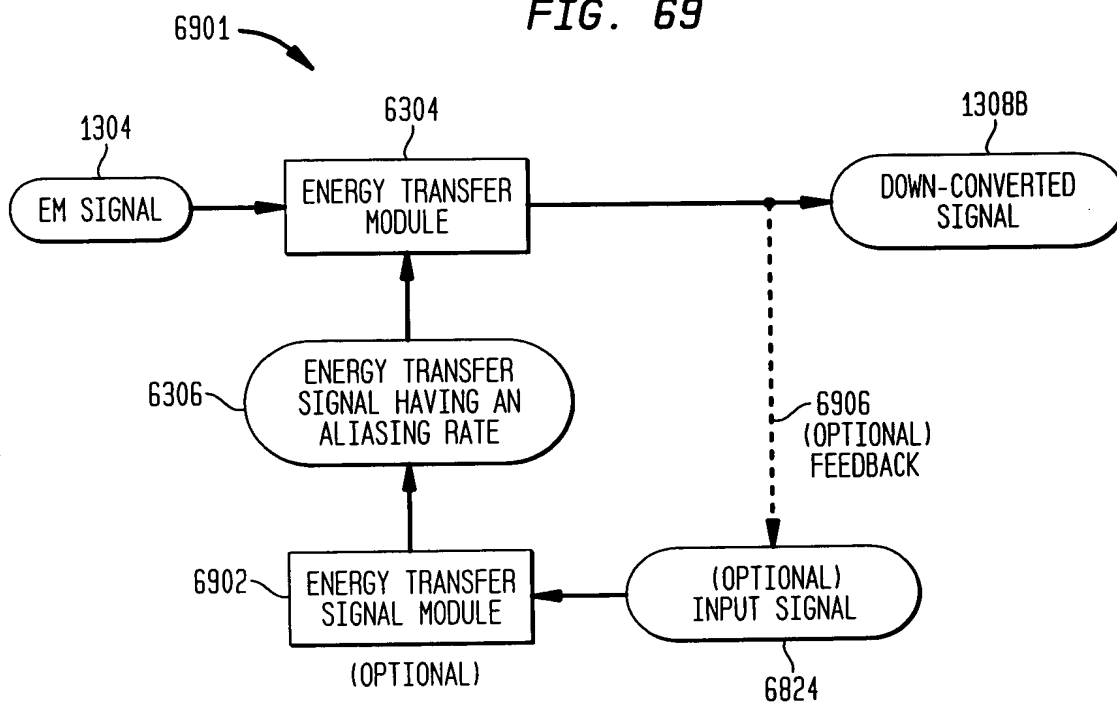 FIG. 69
6901
1304
EM SIGNAL
6304
ENERGY TRANSFER
MODULE
1308B
DOWN-CONVERTED
SIGNAL
6306
ENERGY TRANSFER
SIGNAL HAVING AN
ALIASING RATE
6906
(OPTIONAL)
FEEDBACK
6902
ENERGY TRANSFER
SIGNAL MODULE
(OPTIONAL)
(OPTIONAL)
INPUT SIGNAL
6824